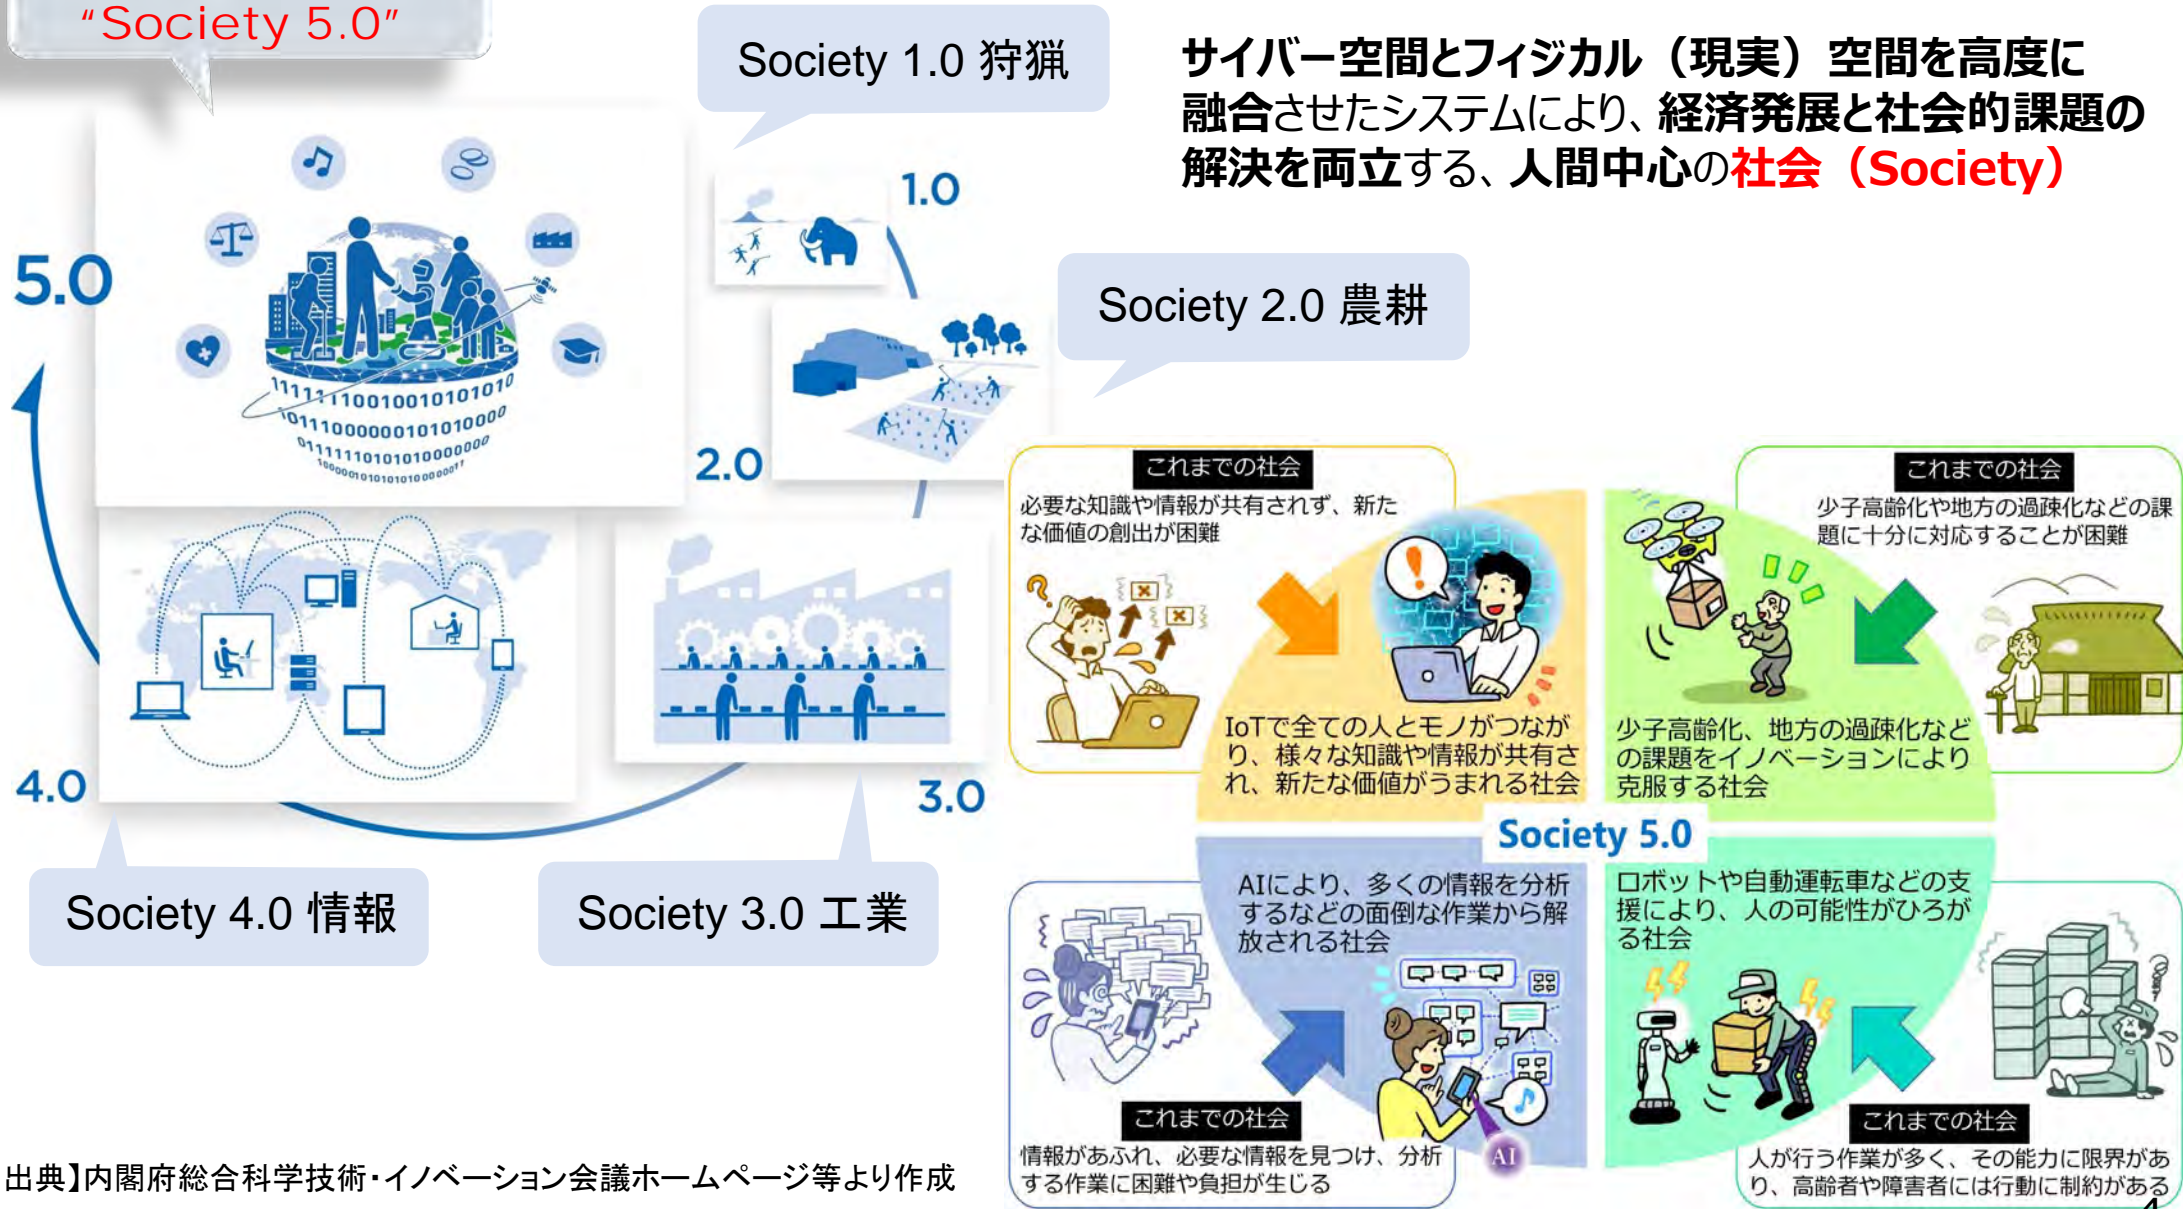 “Society 5.0”
Society 1.0 狩猟
サイバー空間とフィジカル（現実）空間を高度に
融合させたシステムにより、経済発展と社会的課題の
解決を両立する、人間中心の社会（Society）
1.0
5.0
Society 2.0 農耕
2.0
4.0
3.0
Society 4.0 情報
Society 3.0 工業
これまでの社会
必要な知識や情報が共有されず、新た
な価値の創出が困難
IoTで全ての人とモノがつなが
り、様々な知識や情報が共有さ
れ、新たな価値がうまれる社会
これまでの社会
少子高齢化や地方の過疎化などの課
題に十分に対応することが困難
少子高齢化、地方の過疎化など
の課題をイノベーションにより
克服する社会
Society 5.0
AIにより、多くの情報を分析
するなどの面倒な作業から解
放される社会
AI
これまでの社会
情報があふれ、必要な情報を見つけ、分析
する作業に困難や負担が生じる
ロボットや自動運転車などの支
援により、人の可能性がひろが
る社会
これまでの社会
人が行う作業が多く、その能力に限界があ
り、高齢者や障害者には行動に制約がある
出典】内閣府総合科学技術・イノベーション会議ホームページ等より作成